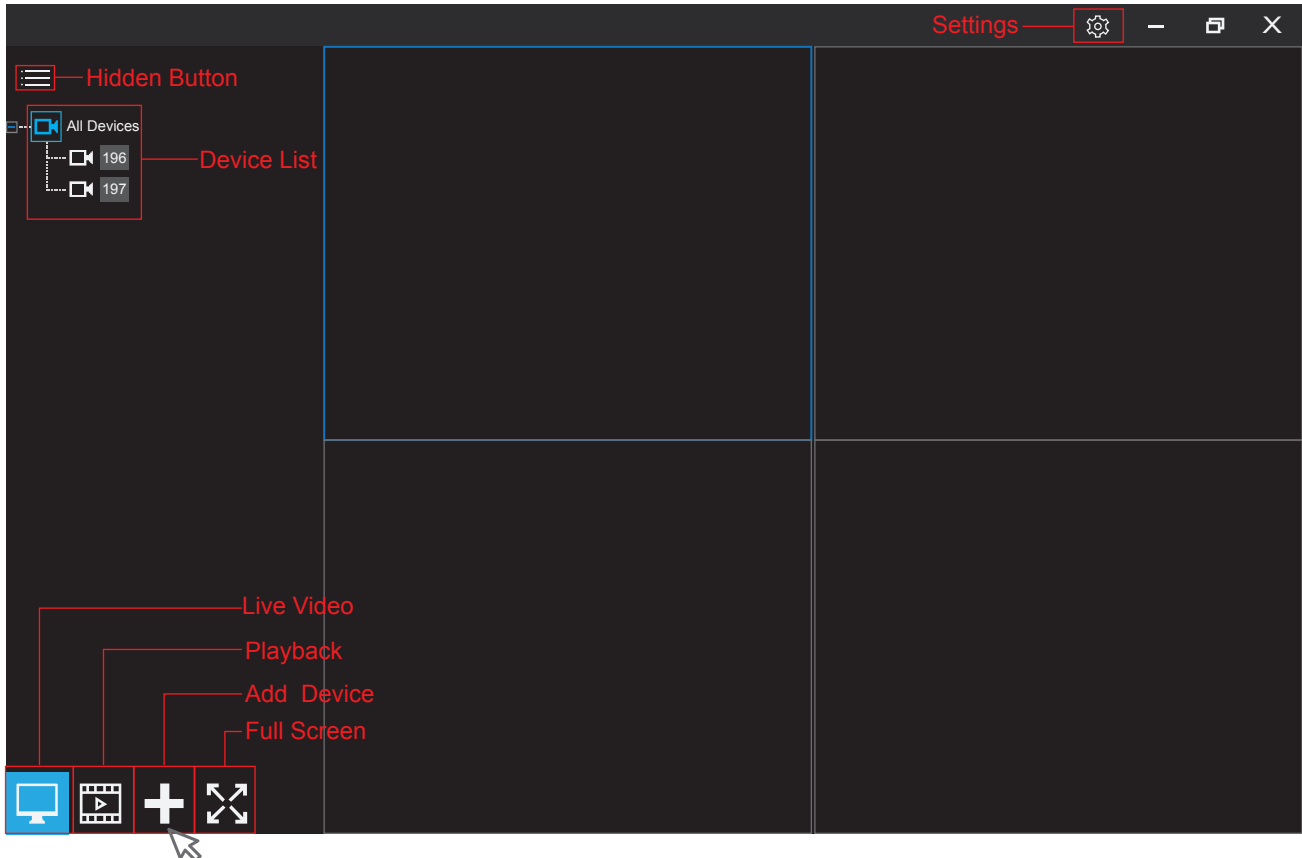 Settings
Hidden Button
All Devices
196
Device List
197
Live Video
Playback
Add Device
Full Screen